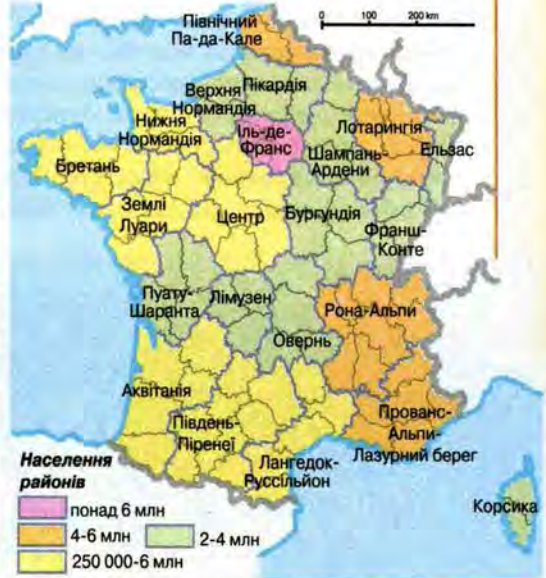 Північний
Па-да-Кале
0 100 200 km
Верхня
Нормандія
Пікардія
Нижня
Нормандія
Іль-де-
Франс
Лотарингія
Шампань-
Ардени
Ельзас
Бретань
Землі
Луари
Центр
Бургундія
Франш-
Конте
Пуату-
Шаранта
Лімузен
Овернь
Рона-Альпи
Аквітанія
Південь-
Піренеї
Прованс-
Альпи-
Лазурний берег
Лангедок-
Руссільйон
Корсика
Населення
районів
понад 6 млн
4-6 млн
2-4 млн
250 000-6 млн